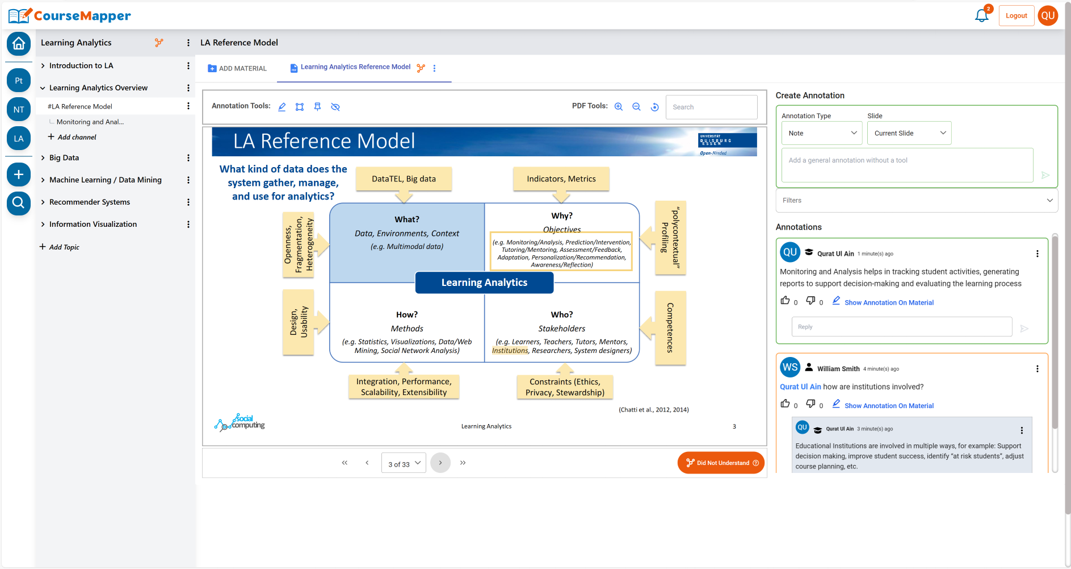 CourseMapper
2
Logout
QU
Learning Analytics
LA Reference Model
Pt
NT
LA
Introduction to LA
Learning Analytics Overview
#LA Reference Model
Monitoring and Anal...
Add channel
Big Data
Machine Learning / Data Mining
Recommender Systems
Information Visualization
Add Topic
ADD MATERIAL
Learning Analytics Reference Model
Annotation Tools:
PDF Tools:
Search
LA Reference Model
UNIVERSITÄT
DUISBURG
ESSEN
Open-Minded
What kind of data does the
system gather, manage,
and use for analytics?
DataTEL, Big data
Indicators, Metrics
Openness,
Fragmentation,
Heterogeneity
What?
Data, Environments, Context
(e.g. Multimodal data)
Why?
Objectives
(e.g. Monitoring/Analysis, Prediction/Intervention,
Tutoring/Mentoring, Assessment/Feedback,
Adaptation, Personalization/Recommendation,
Awareness/Reflection)
"polycontextual"
Profiling
Learning Analytics
Design,
Usability
How?
Methods
(e.g. Statistics, Visualizations, Data/Web
Mining, Social Network Analysis)
Who?
Stakeholders
(e.g. Learners, Teachers, Tutors, Mentors,
Institutions, Researchers, System designers)
Competences
Integration, Performance,
Scalability, Extensibility
Constraints (Ethics,
Privacy, Stewardship)
(Chatti et al., 2012, 2014)
social
computing
Learning Analytics
3
3 of 33
Did Not Understand
Create Annotation
Annotation Type
Slide
Note
Current Slide
Add a general annotation without a tool
Filters
Annotations
QU
Qurat Ul Ain 1 minute(s) ago
Monitoring and Analysis helps in tracking student activities, generating
reports to support decision-making and evaluating the learning process
0 0 Show Annotation On Material
Reply
WS
William Smith 4 minute(s) ago
Qurat Ul Ain how are institutions involved?
0 0 Show Annotation On Material
QU
Qurat Ul Ain 3 minute(s) ago
Educational Institutions are involved in multiple ways, for example: Support
decision making, improve student success, identify "at risk students", adjust
course planning, etc.